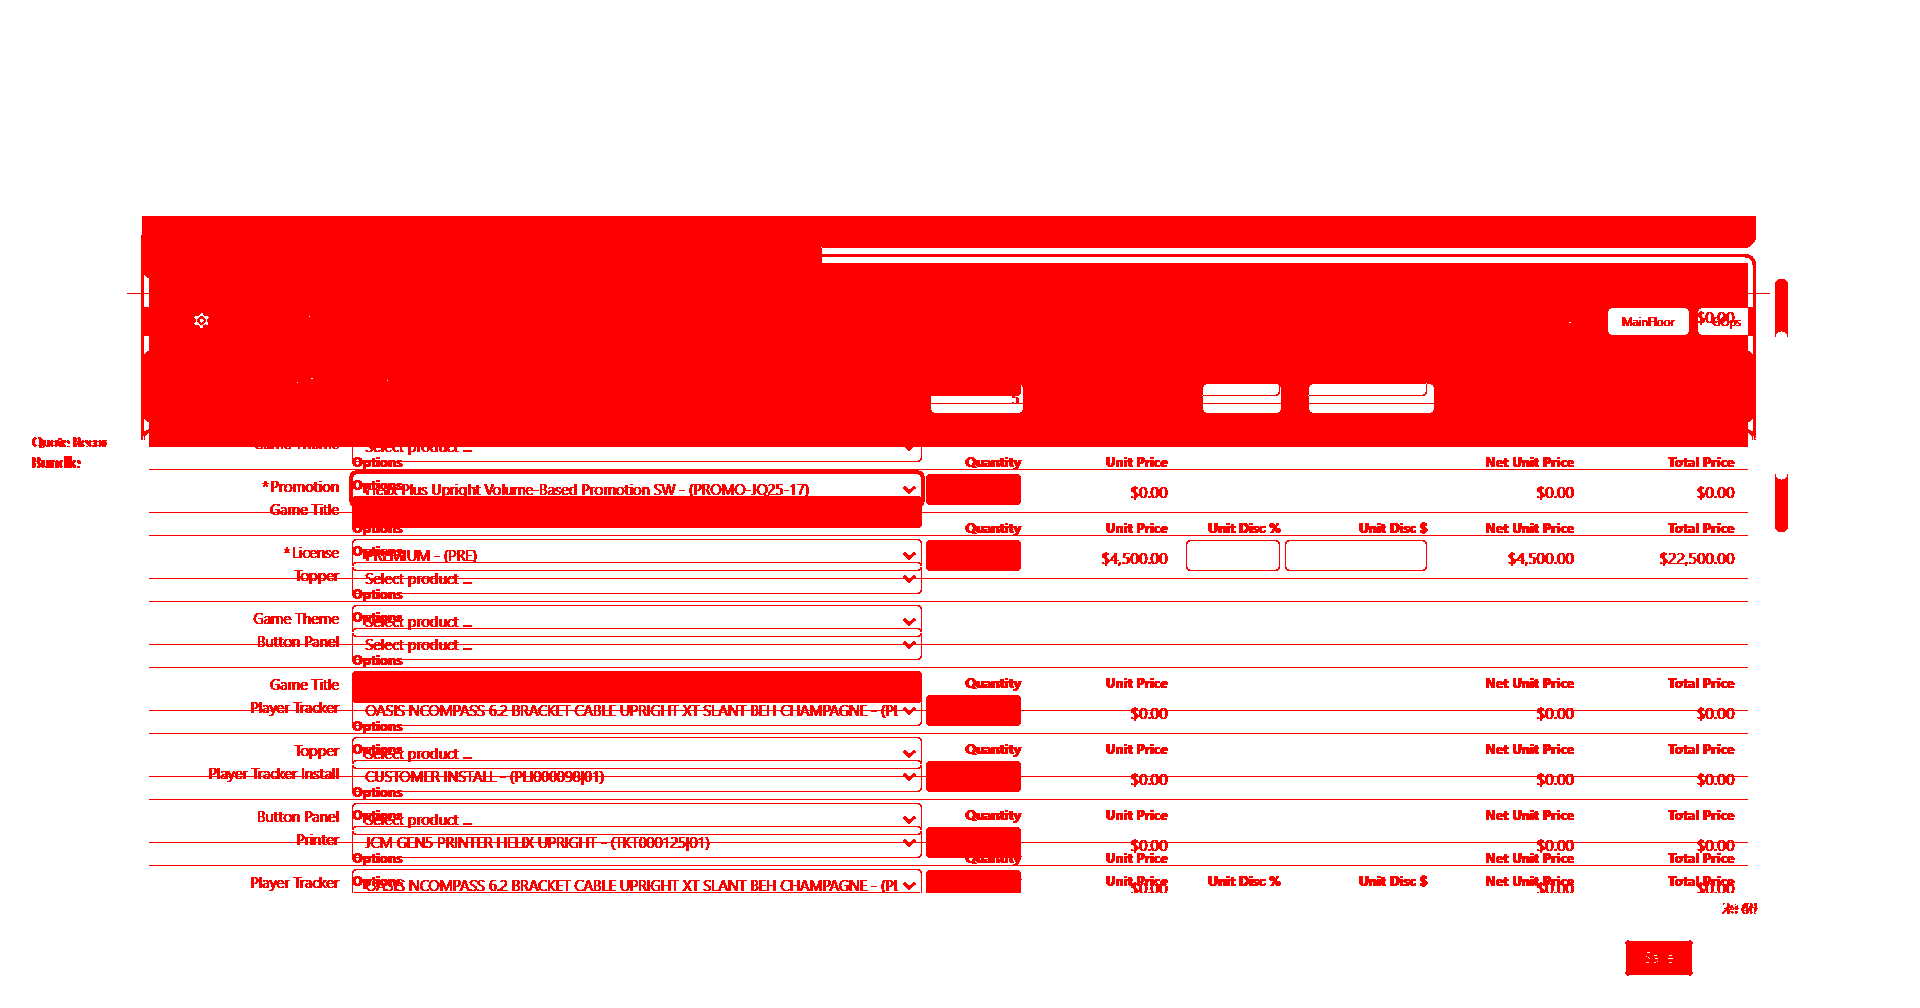 $0.00
MainFloor
5
Quote Item
Bundle
Game Theme Select product ...
Options Quantity Unit Price Net Unit Price Total Price
*Promotion Options Helix Plus Upright Volume-Based Promotion SW - (PROMO-JQ25-17) $0.00 $0.00 $0.00
Game Title
Options Quantity Unit Price Unit Disc % Unit Disc $ Net Unit Price Total Price
*License Options PREMIUM - (PRE) $4,500.00 $4,500.00 $22,500.00
Topper Select product ...
Options
Game Theme Options Select product ...
Button Panel Select product ...
Options
Game Title Quantity Unit Price Net Unit Price Total Price
Player Tracker OASIS NCOMPASS 6.2 BRACKET CABLE UPRIGHT XT SLANT BEH CHAMPAGNE - (PI $0.00 $0.00 $0.00
Options
Topper Options Select product ... Quantity Unit Price Net Unit Price Total Price
Player Tracker Install CUSTOMER INSTALL - (PLI000098|01) $0.00 $0.00 $0.00
Options
Button Panel Options Select product ... Quantity Unit Price Net Unit Price Total Price
Printer JCM GEN5 PRINTER HELIX UPRIGHT - (TKT000125|01) $0.00 $0.00 $0.00
Options Quantity Unit Price Net Unit Price Total Price
Player Tracker Options OASIS NCOMPASS 6.2 BRACKET CABLE UPRIGHT XT SLANT BEH CHAMPAGNE - (PI Unit Price Unit Disc % Unit Disc $ Net Unit Price Total Price
$0.00 $0.00 $0.00